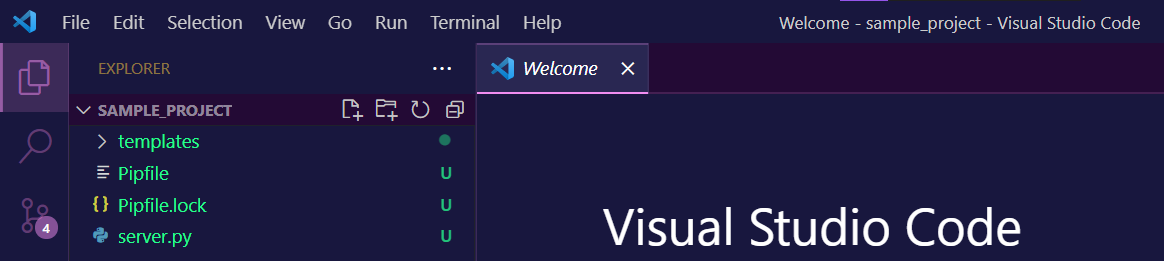 File Edit Selection View Go Run Terminal Help Welcome - sample_project - Visual Studio Code
EXPLORER ···
Welcome
SAMPLE_PROJECT
templates
Pipfile U
Pipfile.lock U
server.py U
4
Visual Studio Code